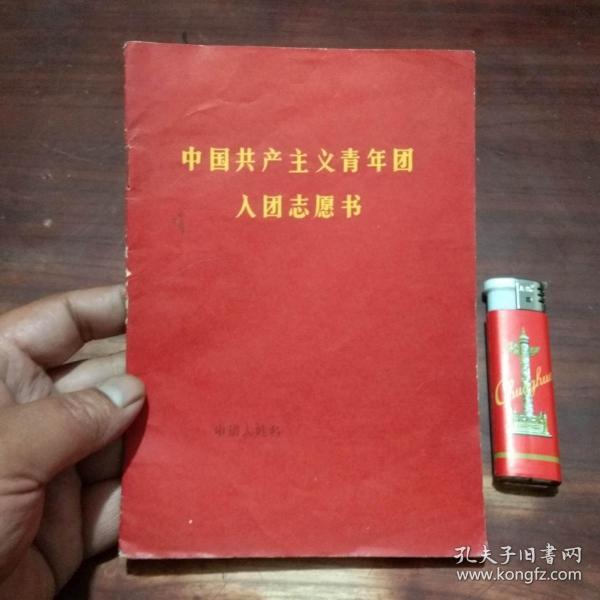 中国共产主义青年团
入团志愿书
申请人姓名
Chunghua
孔夫子旧书网
www.kongfz.com